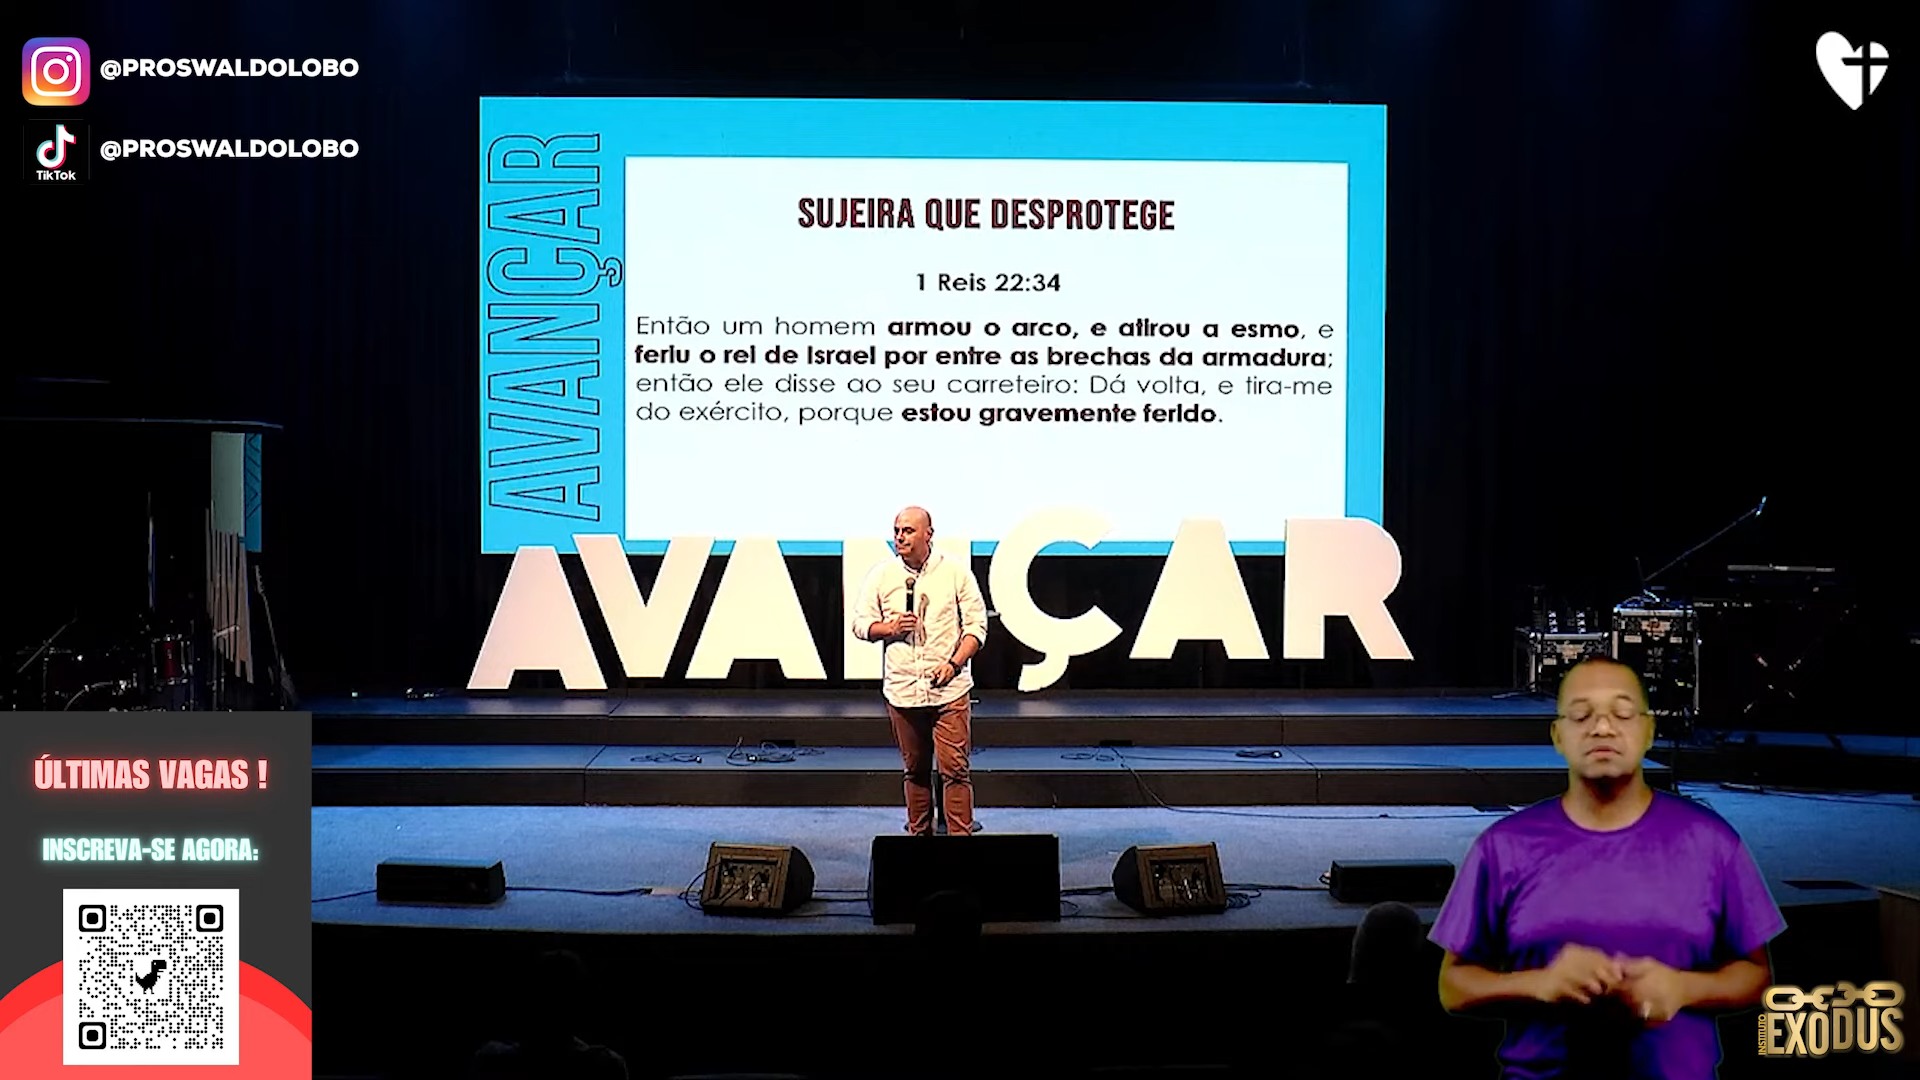 @PROSWALDOLOBO
TikTok
@PROSWALDOLOBO
AVANÇAR
SUJEIRA QUE DESPROTEGE
1 Reis 22:34
Então um homem armou o arco, e atirou a esmo, e
feriu o rei de Israel por entre as brechas da armadura;
então ele disse ao seu carreteiro: Dá volta, e tira-me
do exército, porque estou gravemente ferido.
AVANÇAR
ÚLTIMAS VAGAS !
INSCREVA-SE AGORA:
INSTITUTO
EXODUS